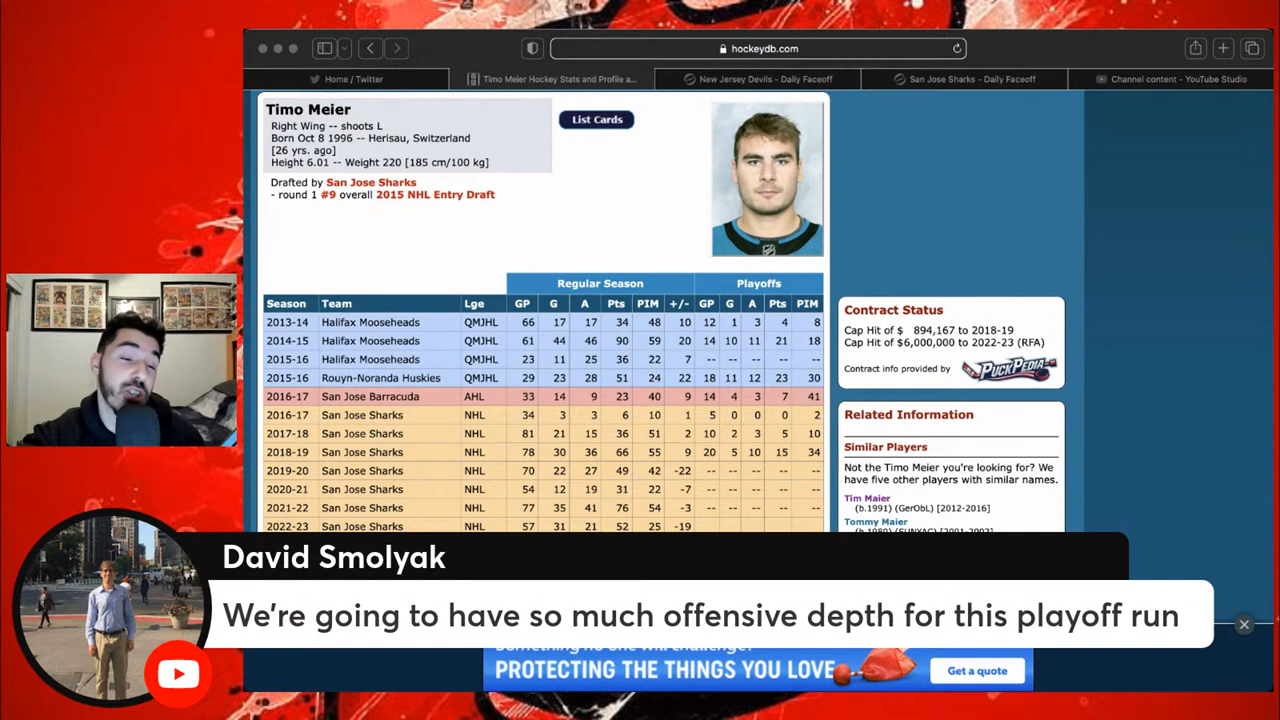 hockeydb.com
Home / Twitter
Timo Meier Hockey Stats and Profile a...
New Jersey Devils - Daily Faceoff
San Jose Sharks - Daily Faceoff
Channel content - YouTube Studio
Timo Meier
Right Wing -- shoots L
Born Oct 8 1996 -- Herisau, Switzerland
[26 yrs. ago]
Height 6.01 -- Weight 220 [185 cm/100 kg]
List Cards
Drafted by San Jose Sharks
- round 1 #9 overall 2015 NHL Entry Draft
Regular Season Playoffs
Season Team Lge GP G A Pts PIM +/- GP G A Pts PIM
2013-14 Halifax Mooseheads QMJHL 66 17 17 34 48 10 12 1 3 4 8
2014-15 Halifax Mooseheads QMJHL 61 44 46 90 59 20 14 10 11 21 18
2015-16 Halifax Mooseheads QMJHL 23 11 25 36 22 7 -- -- -- -- --
2015-16 Rouyn-Noranda Huskies QMJHL 29 23 28 51 24 22 18 11 12 23 30
2016-17 San Jose Barracuda AHL 33 14 9 23 40 9 14 4 3 7 41
2016-17 San Jose Sharks NHL 34 3 3 6 10 1 5 0 0 0 2
2017-18 San Jose Sharks NHL 81 21 15 36 51 2 10 2 3 5 10
2018-19 San Jose Sharks NHL 78 30 36 66 55 9 20 5 10 15 34
2019-20 San Jose Sharks NHL 70 22 27 49 42 -22 -- -- -- -- --
2020-21 San Jose Sharks NHL 54 12 19 31 22 -7 -- -- -- -- --
2021-22 San Jose Sharks NHL 77 35 41 76 54 -3 -- -- -- -- --
2022-23 San Jose Sharks NHL 57 31 21 52 25 -19
Contract Status
Cap Hit of $ 894,167 to 2018-19
Cap Hit of $6,000,000 to 2022-23 (RFA)
Contract info provided by PUCKPEDIA
Related Information
Similar Players
Not the Timo Meier you're looking for? We
have five other players with similar names.
Tim Maier
(b.1991) (GerObL) [2012-2016]
Tommy Maier
(b.1980) (SUNYAC) [2001-2002]
David Smolyak
We're going to have so much offensive depth for this playoff run
Something no one will challenge?
PROTECTING THE THINGS YOU LOVE
Get a quote